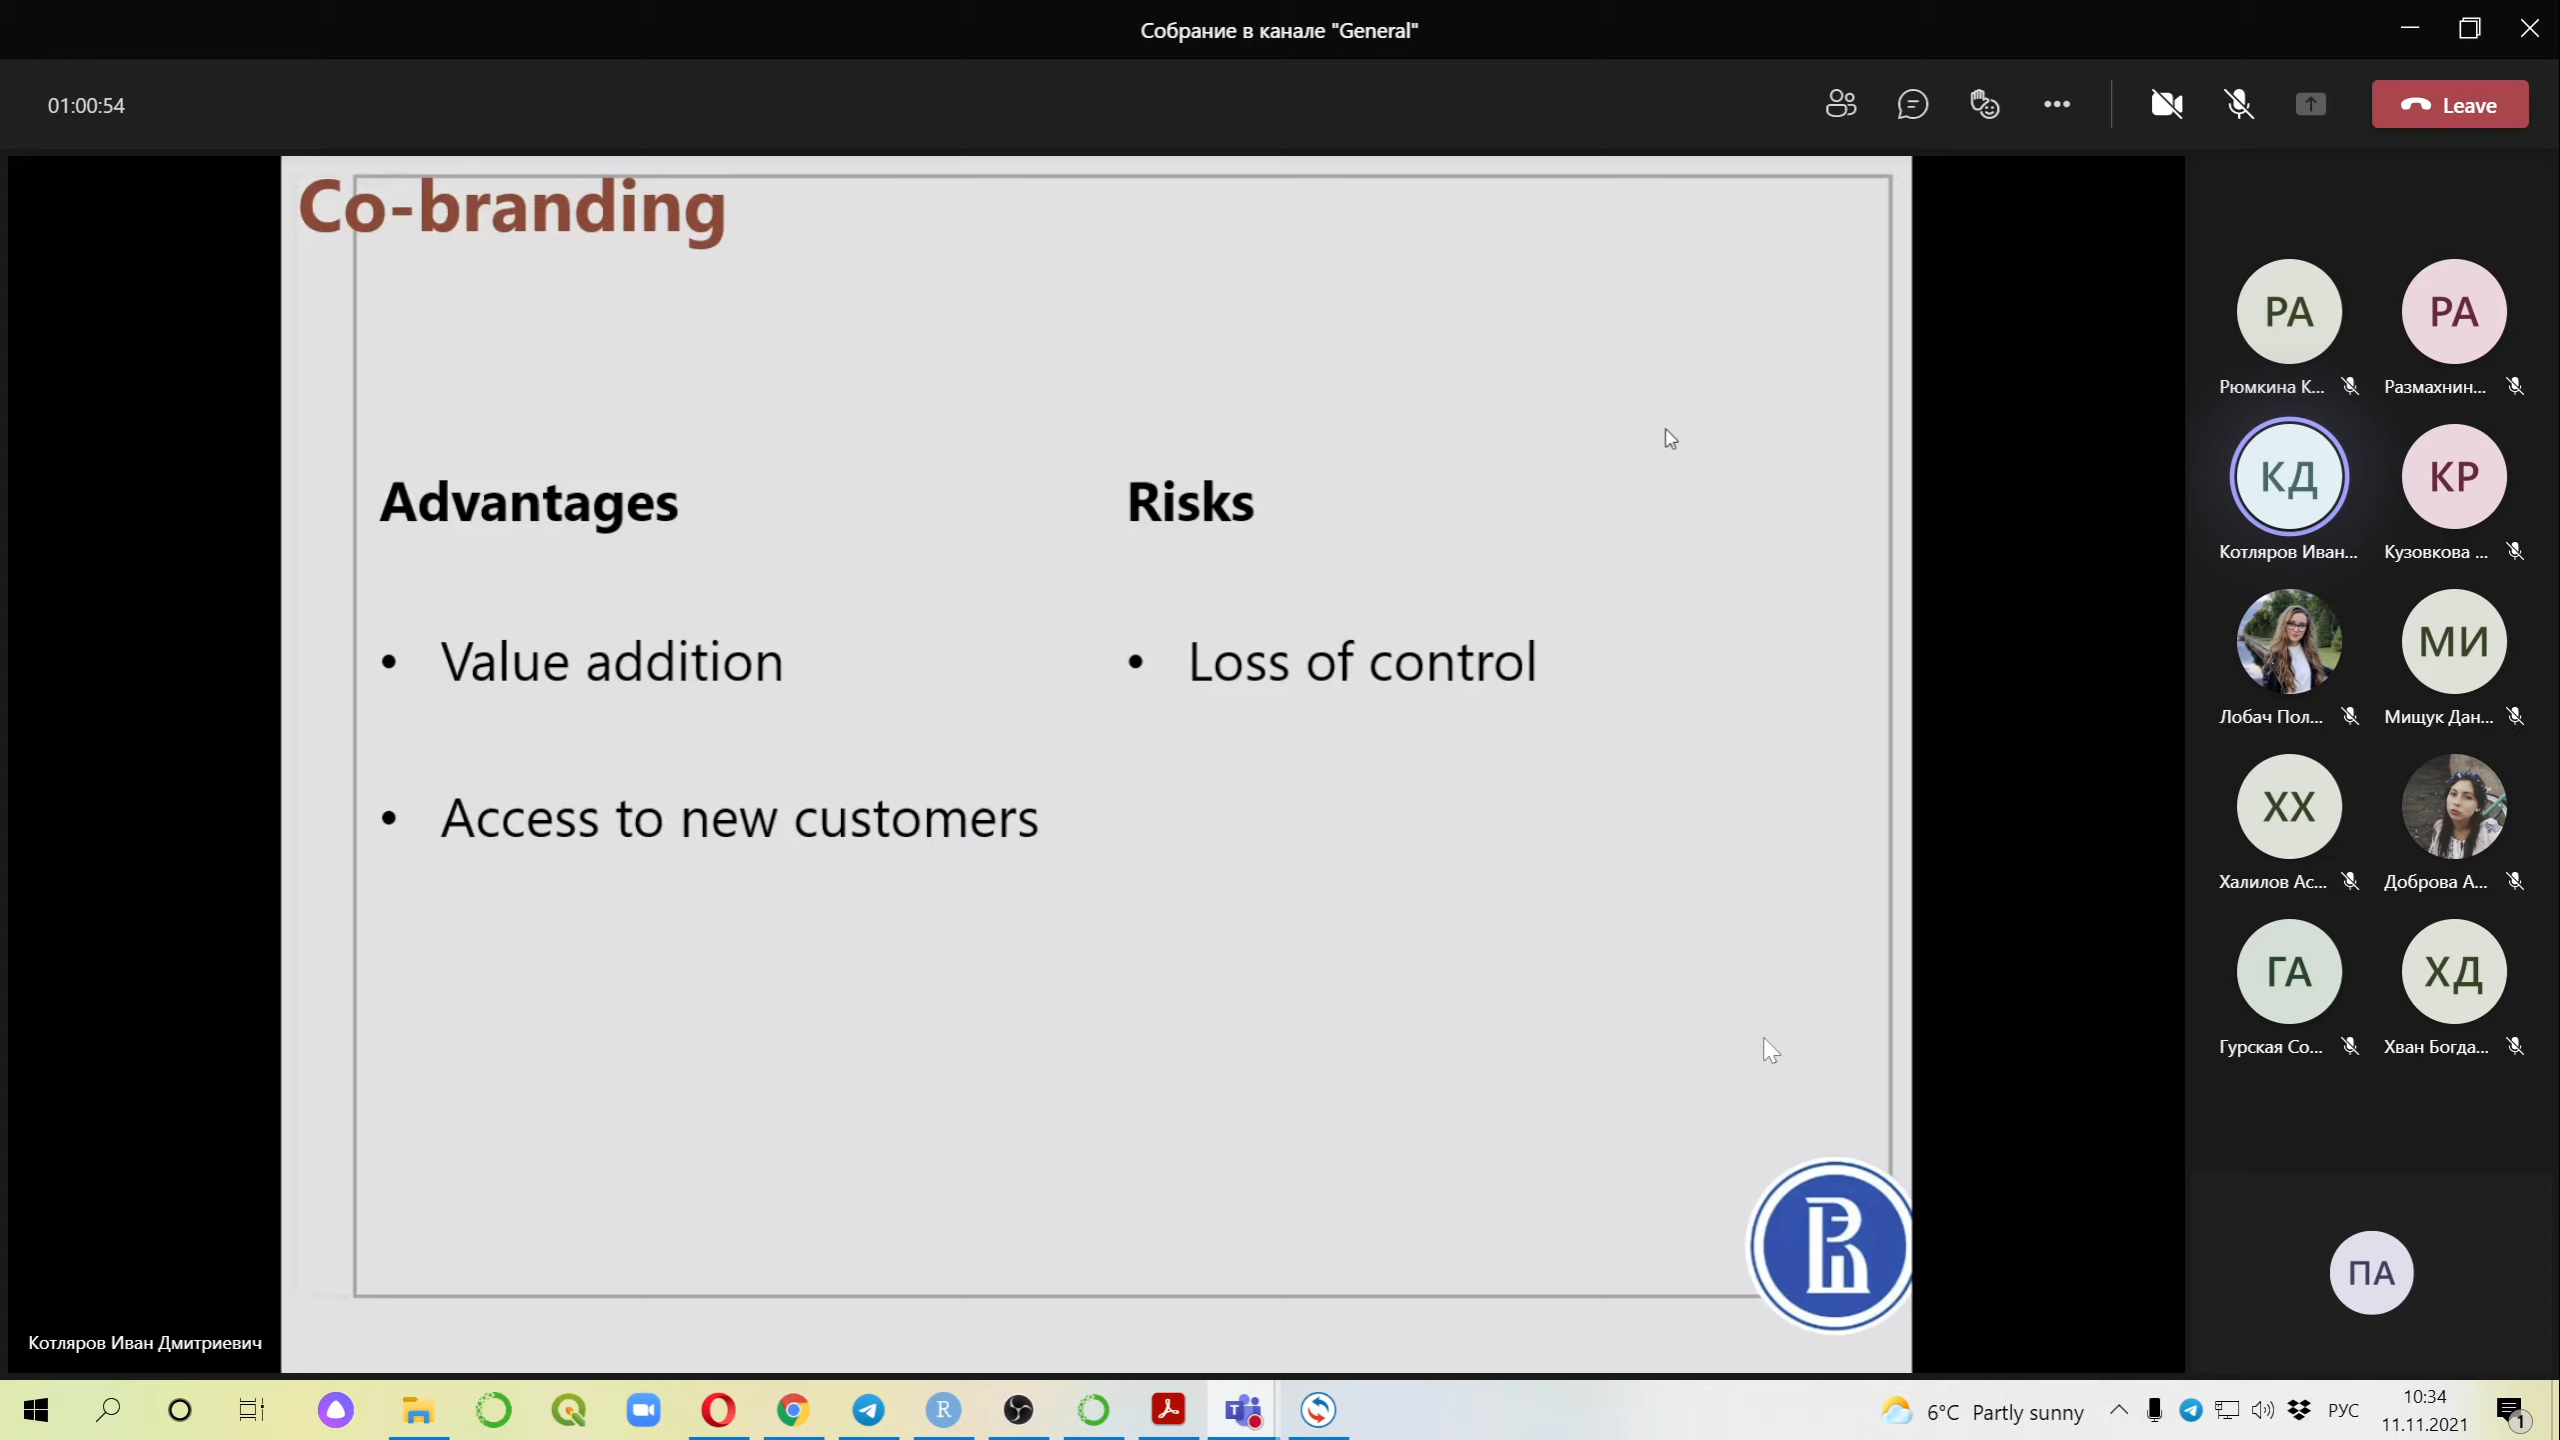 Собрание в канале "General"
01:00:54
Leave
Co-branding
Advantages
Risks
• Value addition
• Loss of control
• Access to new customers
РА
РА
Рюмкина К...
Размахнин...
КД
КР
Котляров Иван...
Кузовкова ...
МИ
Лобач Пол...
Мищук Дан...
ХХ
Халилов Ас...
Доброва А...
ГА
ХД
Гурская Со...
Хван Богда...
ПА
Котляров Иван Дмитриевич
6°C Partly sunny
РУС
10:34
11.11.2021
1